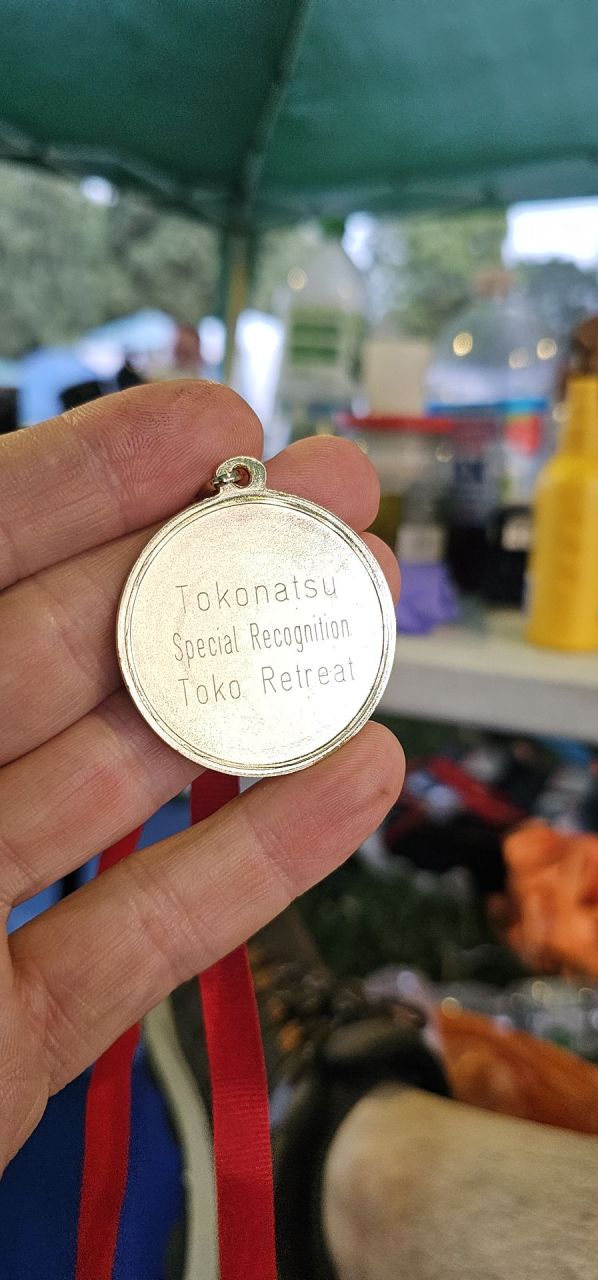 Tokonatsu
Special Recognition
Toko Retreat